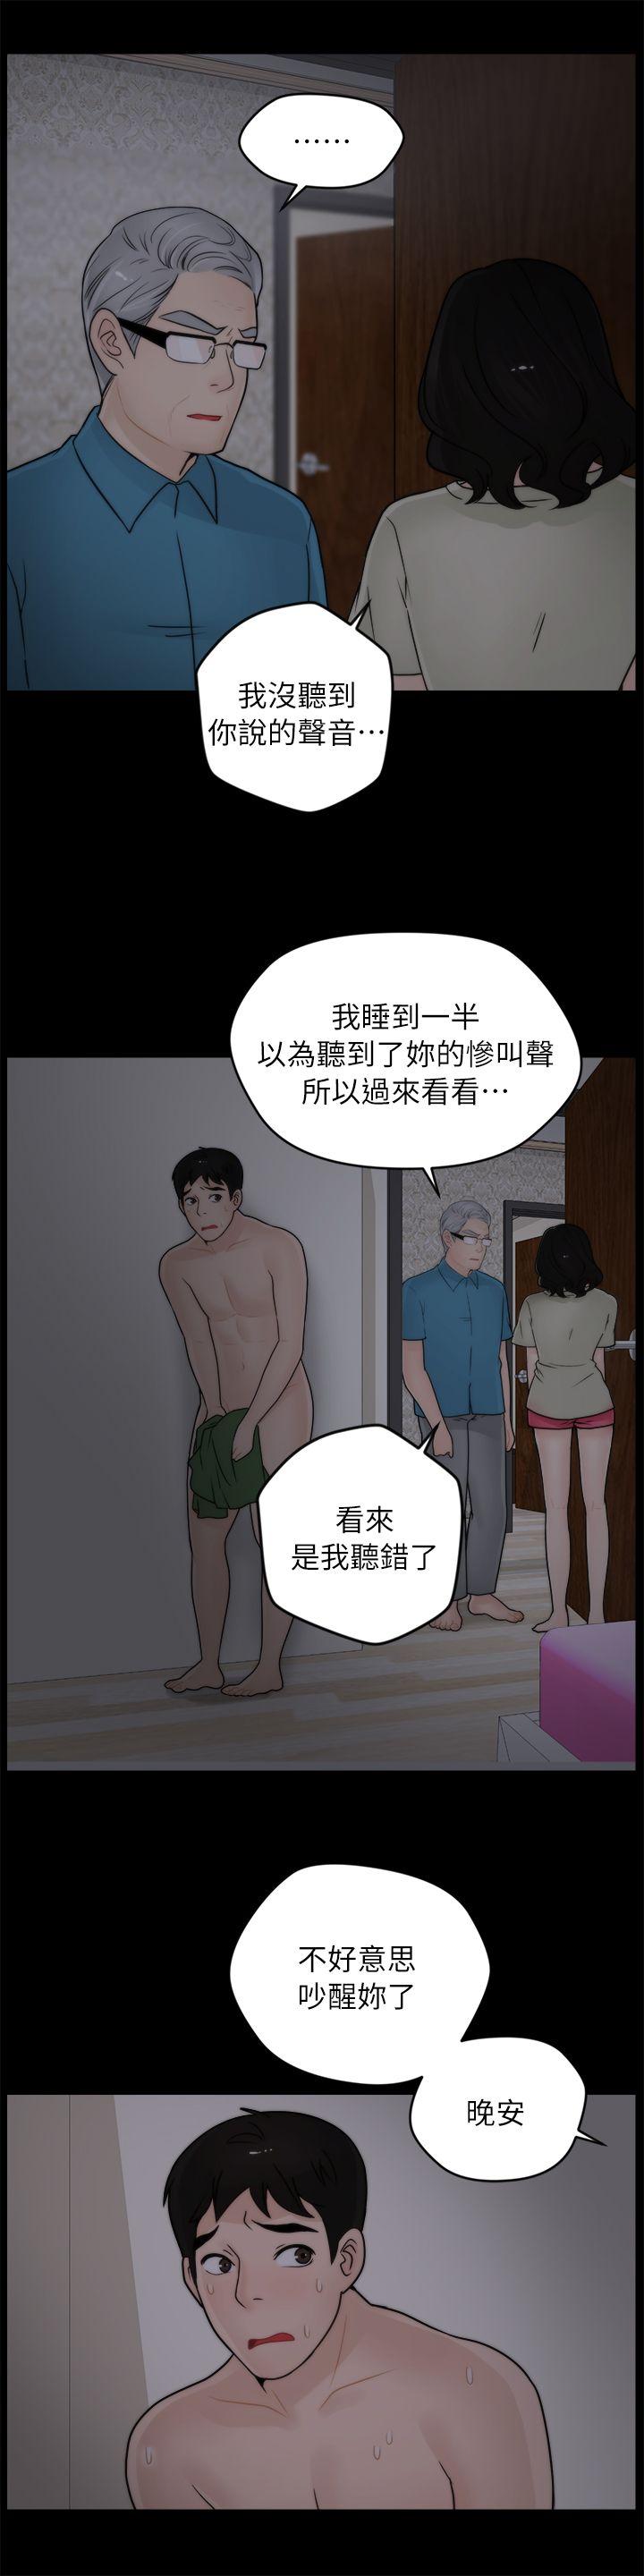 ……
我沒聽到
你說的聲音…
我睡到一半
以為聽到了妳的慘叫聲
所以過來看看…
看來
是我聽錯了
不好意思
吵醒妳了
晚安